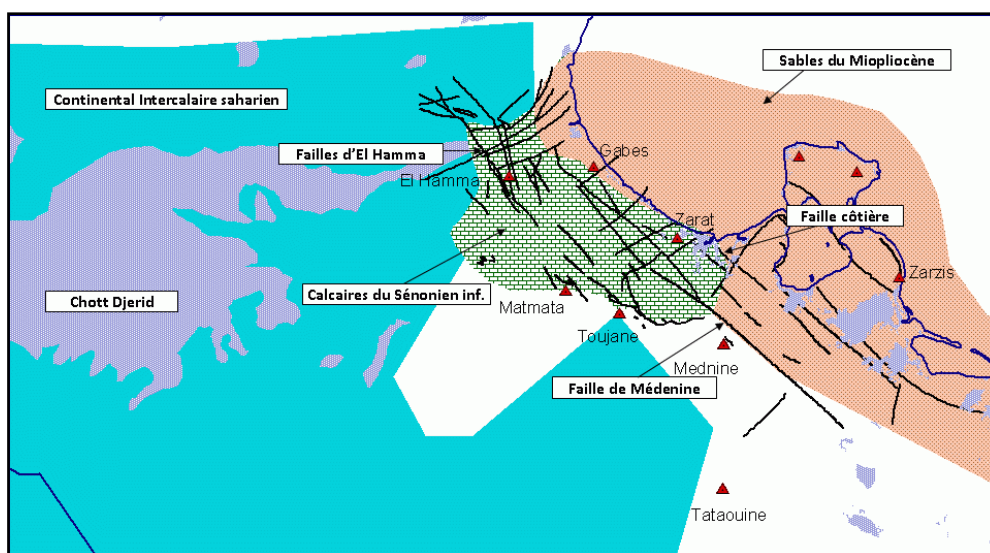 Sables du Miopliocène
Continental Intercalaire saharien
Failles d'El Hamma
Gabes
El Hamma
Zarat
Faille côtière
Zarzis
Chott Djerid
Calcaires du Sénonien inf.
Matmata
Toujane
Mednine
Faille de Médenine
Tataouine